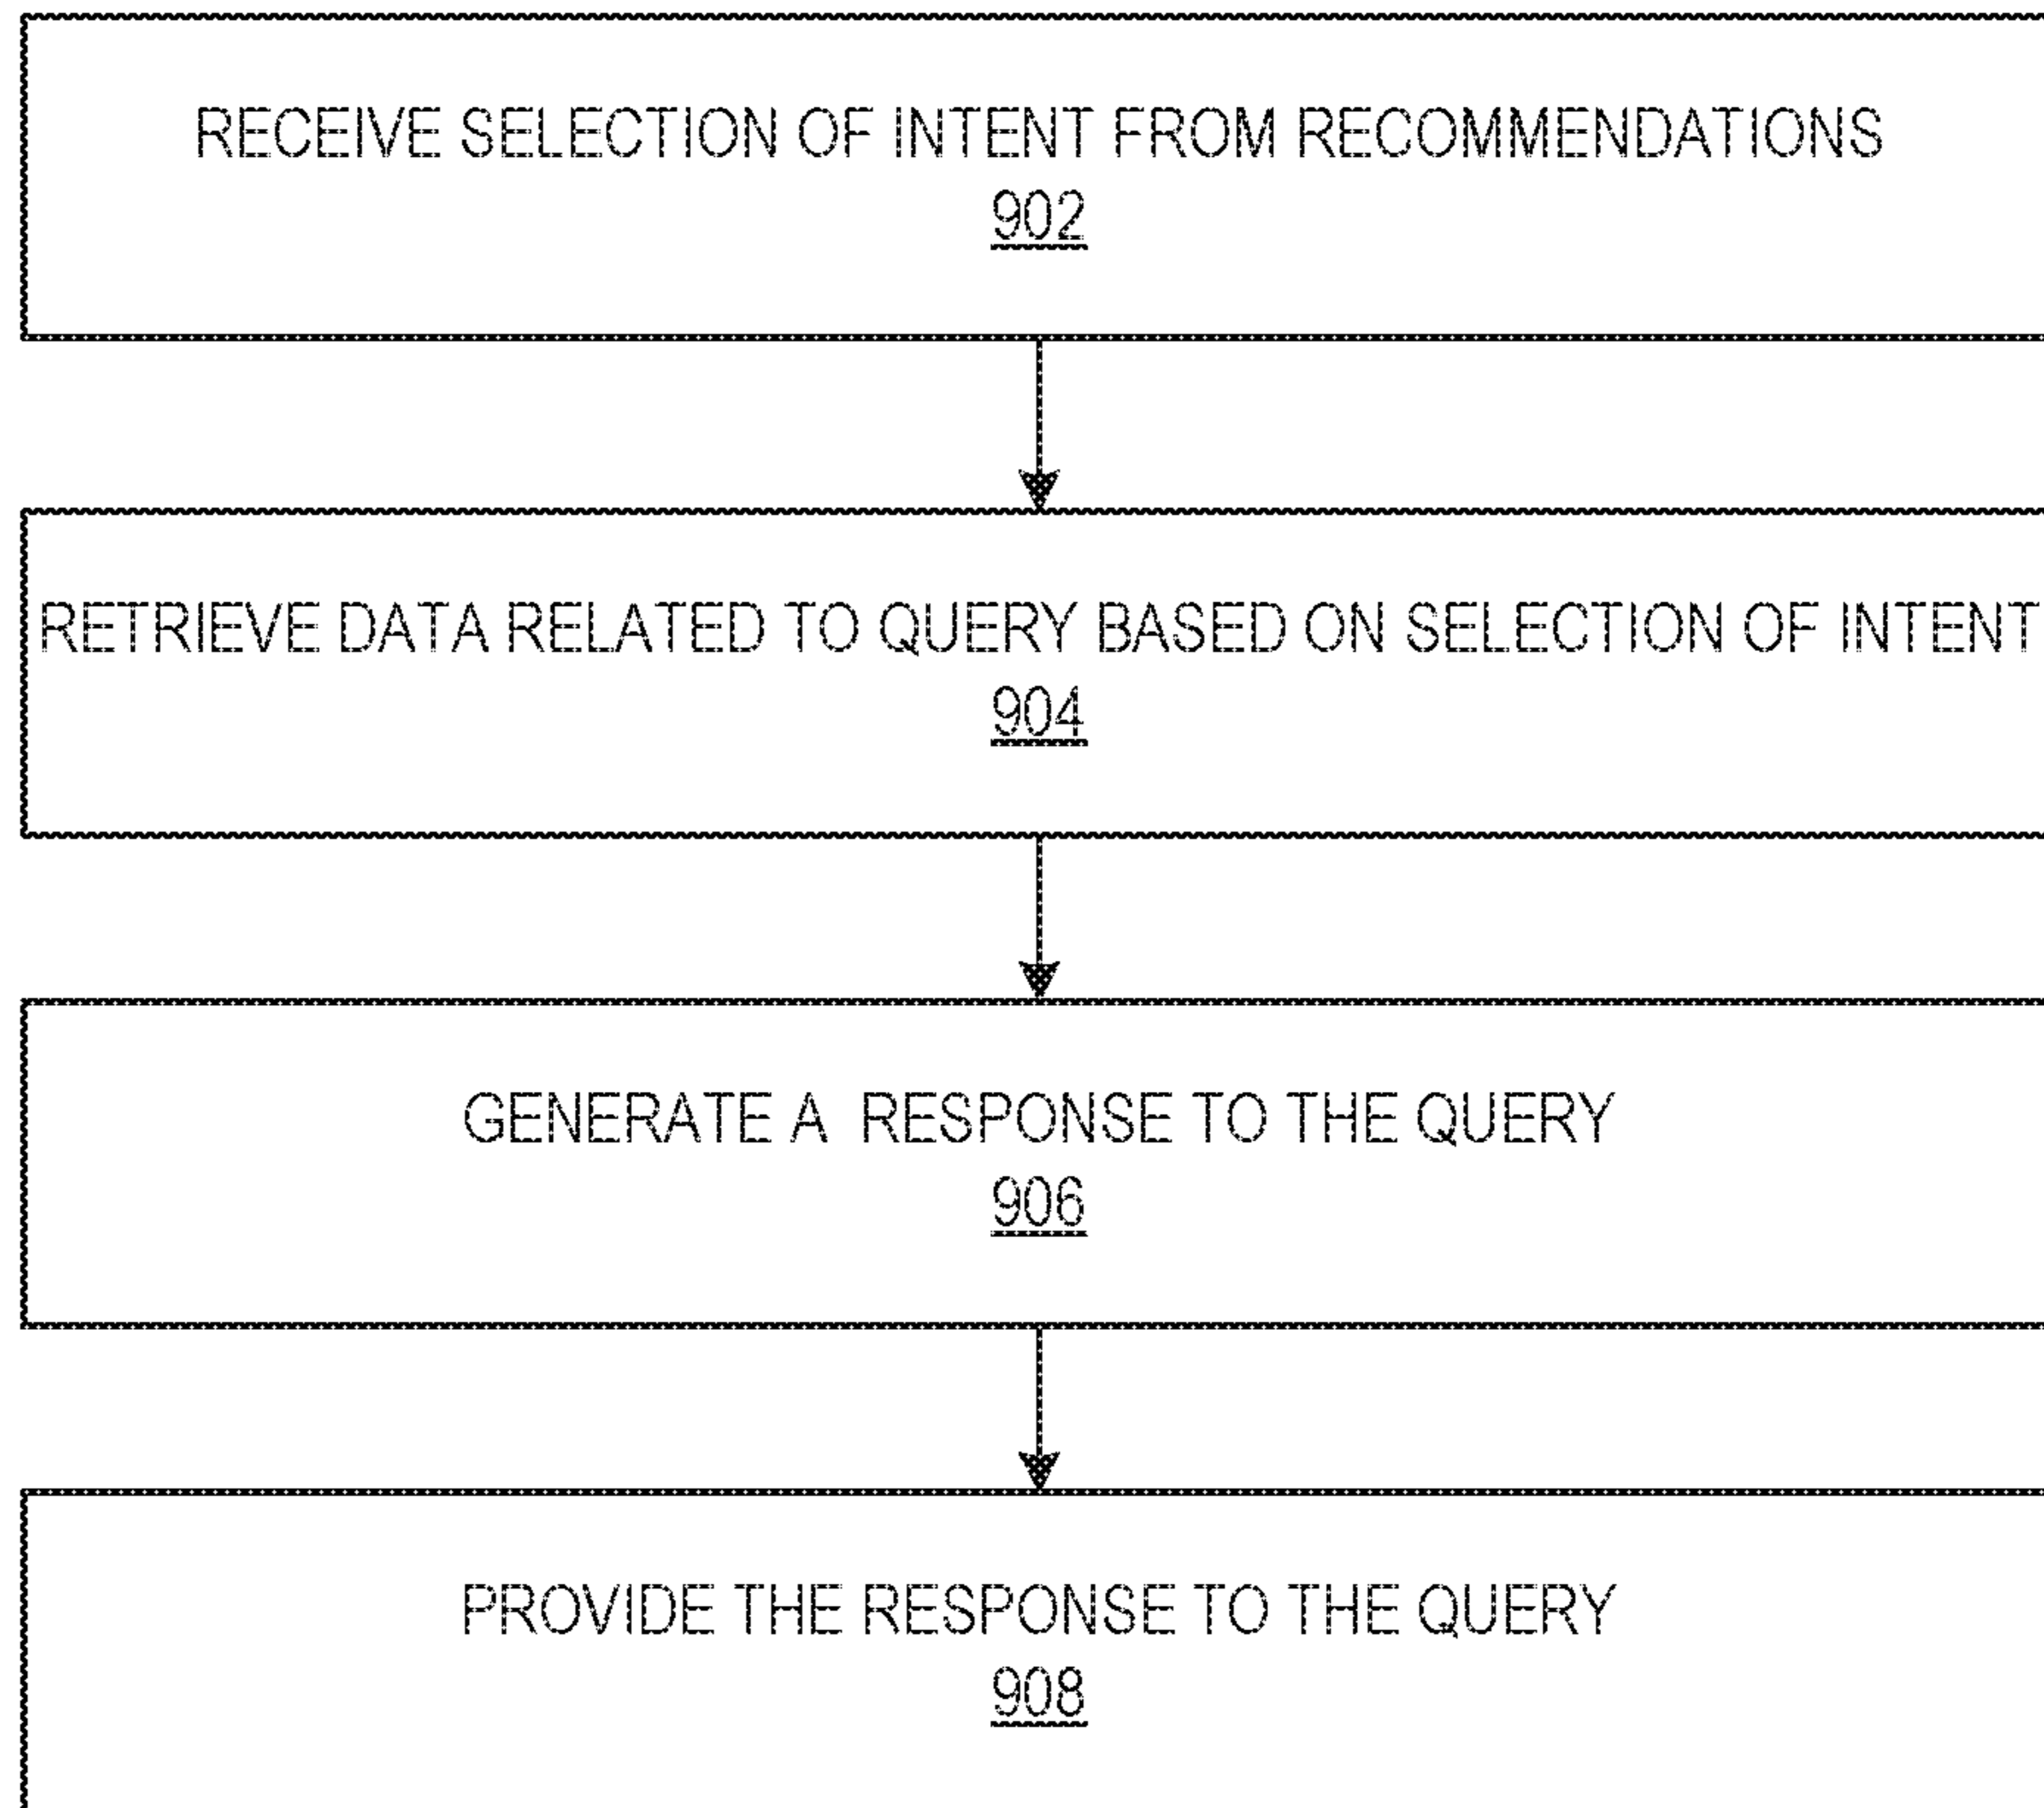 RECEIVE SELECTION OF INTENT FROM RECOMMENDATIONS
902
RETRIEVE DATA RELATED TO QUERY BASED ON SELECTION OF INTENT
904
GENERATE A  RESPONSE TO THE QUERY
906
PROVIDE THE RESPONSE TO THE QUERY
908